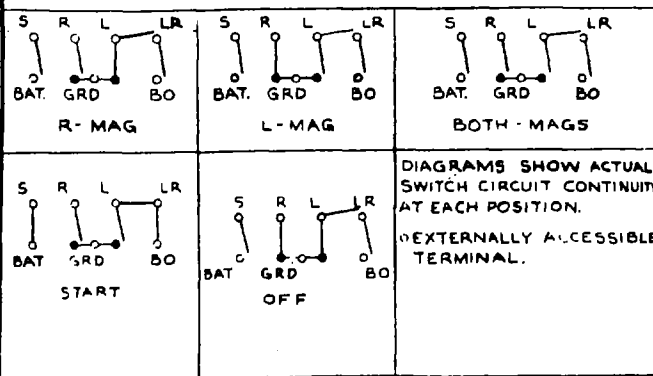 S R L LR
BAT. GRD BO
R-MAG
S R L LR
BAT. GRD BO
L-MAG
S R L LR
BAT. GRD BO
BOTH-MAGS
S R L LR
BAT GRD BO
START
S R L LR
BAT GRD BO
OFF
DIAGRAMS SHOW ACTUAL
SWITCH CIRCUIT CONTINUIT
AT EACH POSITION.
O EXTERNALLY ACCESSIBLE
TERMINAL.